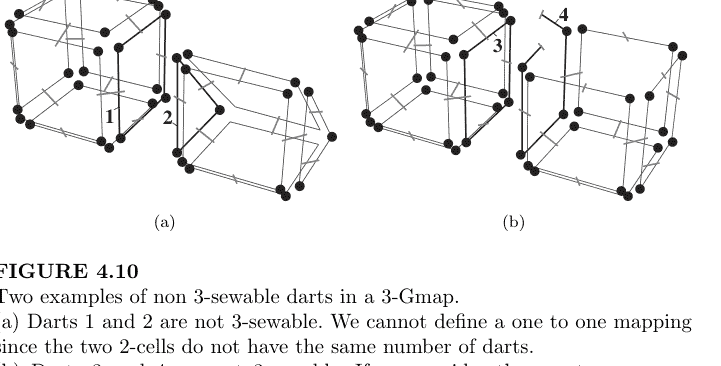 4
3
1
2
(a) (b)
FIGURE 4.10
Two examples of non 3-sewable darts in a 3-Gmap.
(a) Darts 1 and 2 are not 3-sewable. We cannot define a one to one mapping
since the two 2-cells do not have the same number of darts.